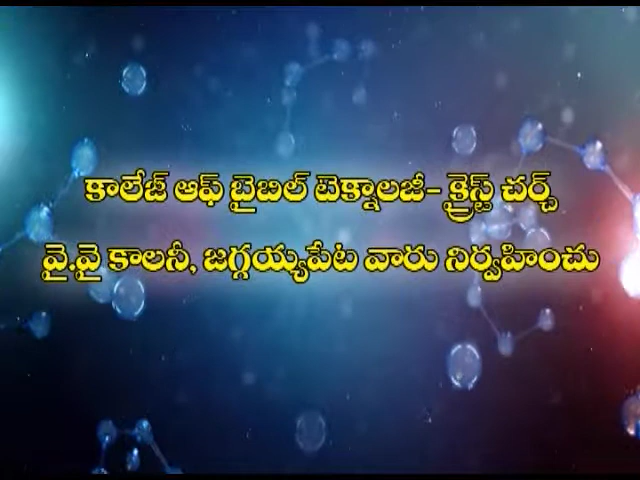 కాలేజ్ ఆఫ్ బైబిల్ టెక్నాలజీ- క్రైస్ట్ చర్చ్
వై.వై కాలనీ, జగ్గయ్యపేట వారు నిర్వహించు